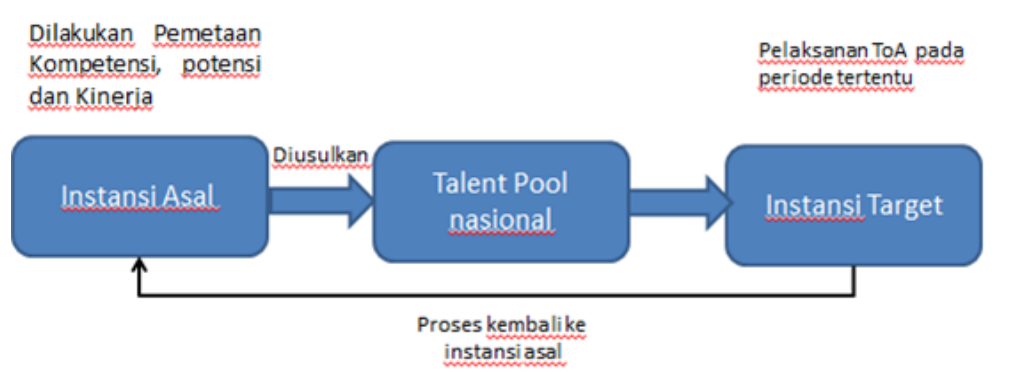 Dilakukan Pemetaan
Kompetensi, potensi
dan Kinerja
Pelaksanan ToA pada
periode tertentu
Instansi Asal
Diusulkan
Talent Pool
nasional
Instansi Target
Proses kembali ke
instansi asal